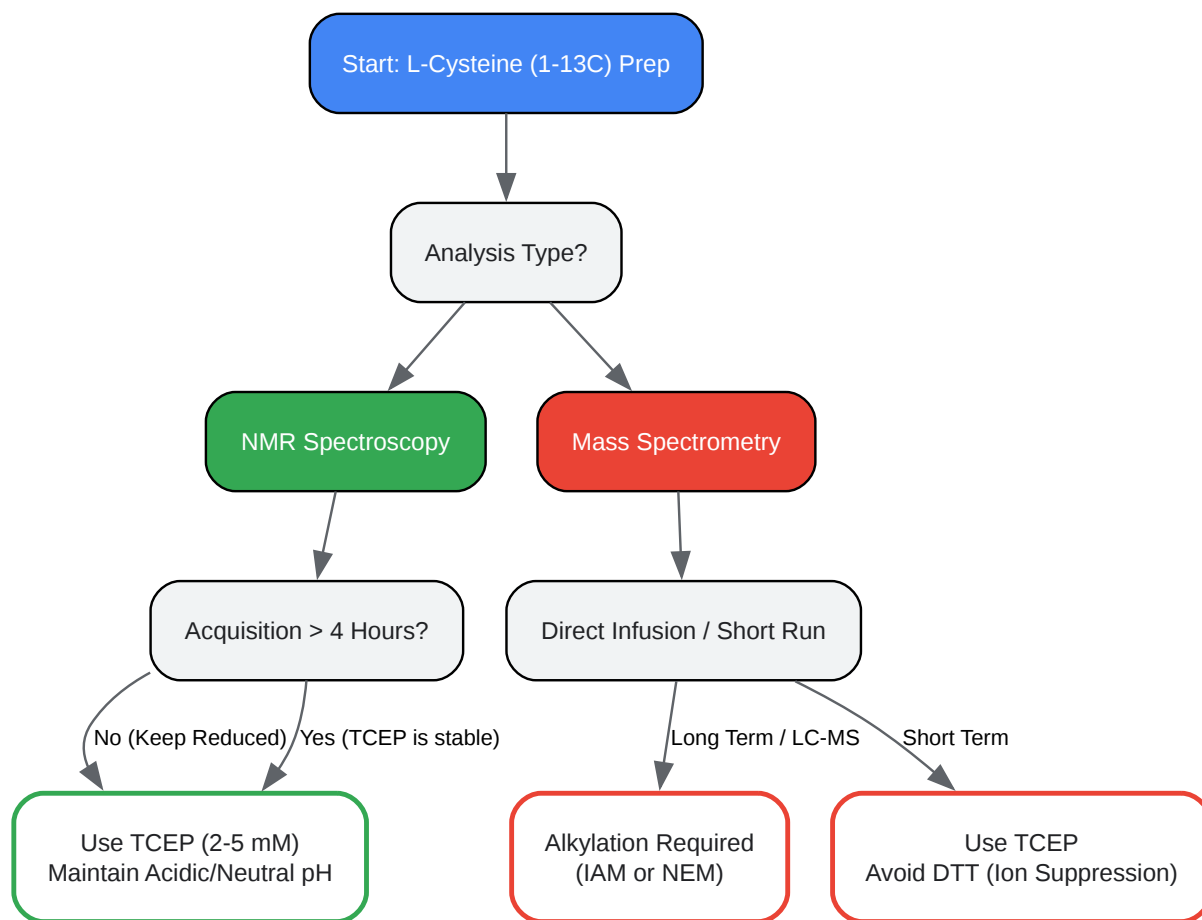 Start: L-Cysteine (1-13C) Prep
Analysis Type?
NMR Spectroscopy
Mass Spectrometry
Acquisition > 4 Hours?
Direct Infusion / Short Run
No (Keep Reduced)
Yes (TCEP is stable)
Long Term / LC-MS
Short Term
Use TCEP (2-5 mM)
Maintain Acidic/Neutral pH
Alkylation Required
(IAM or NEM)
Use TCEP
Avoid DTT (Ion Suppression)